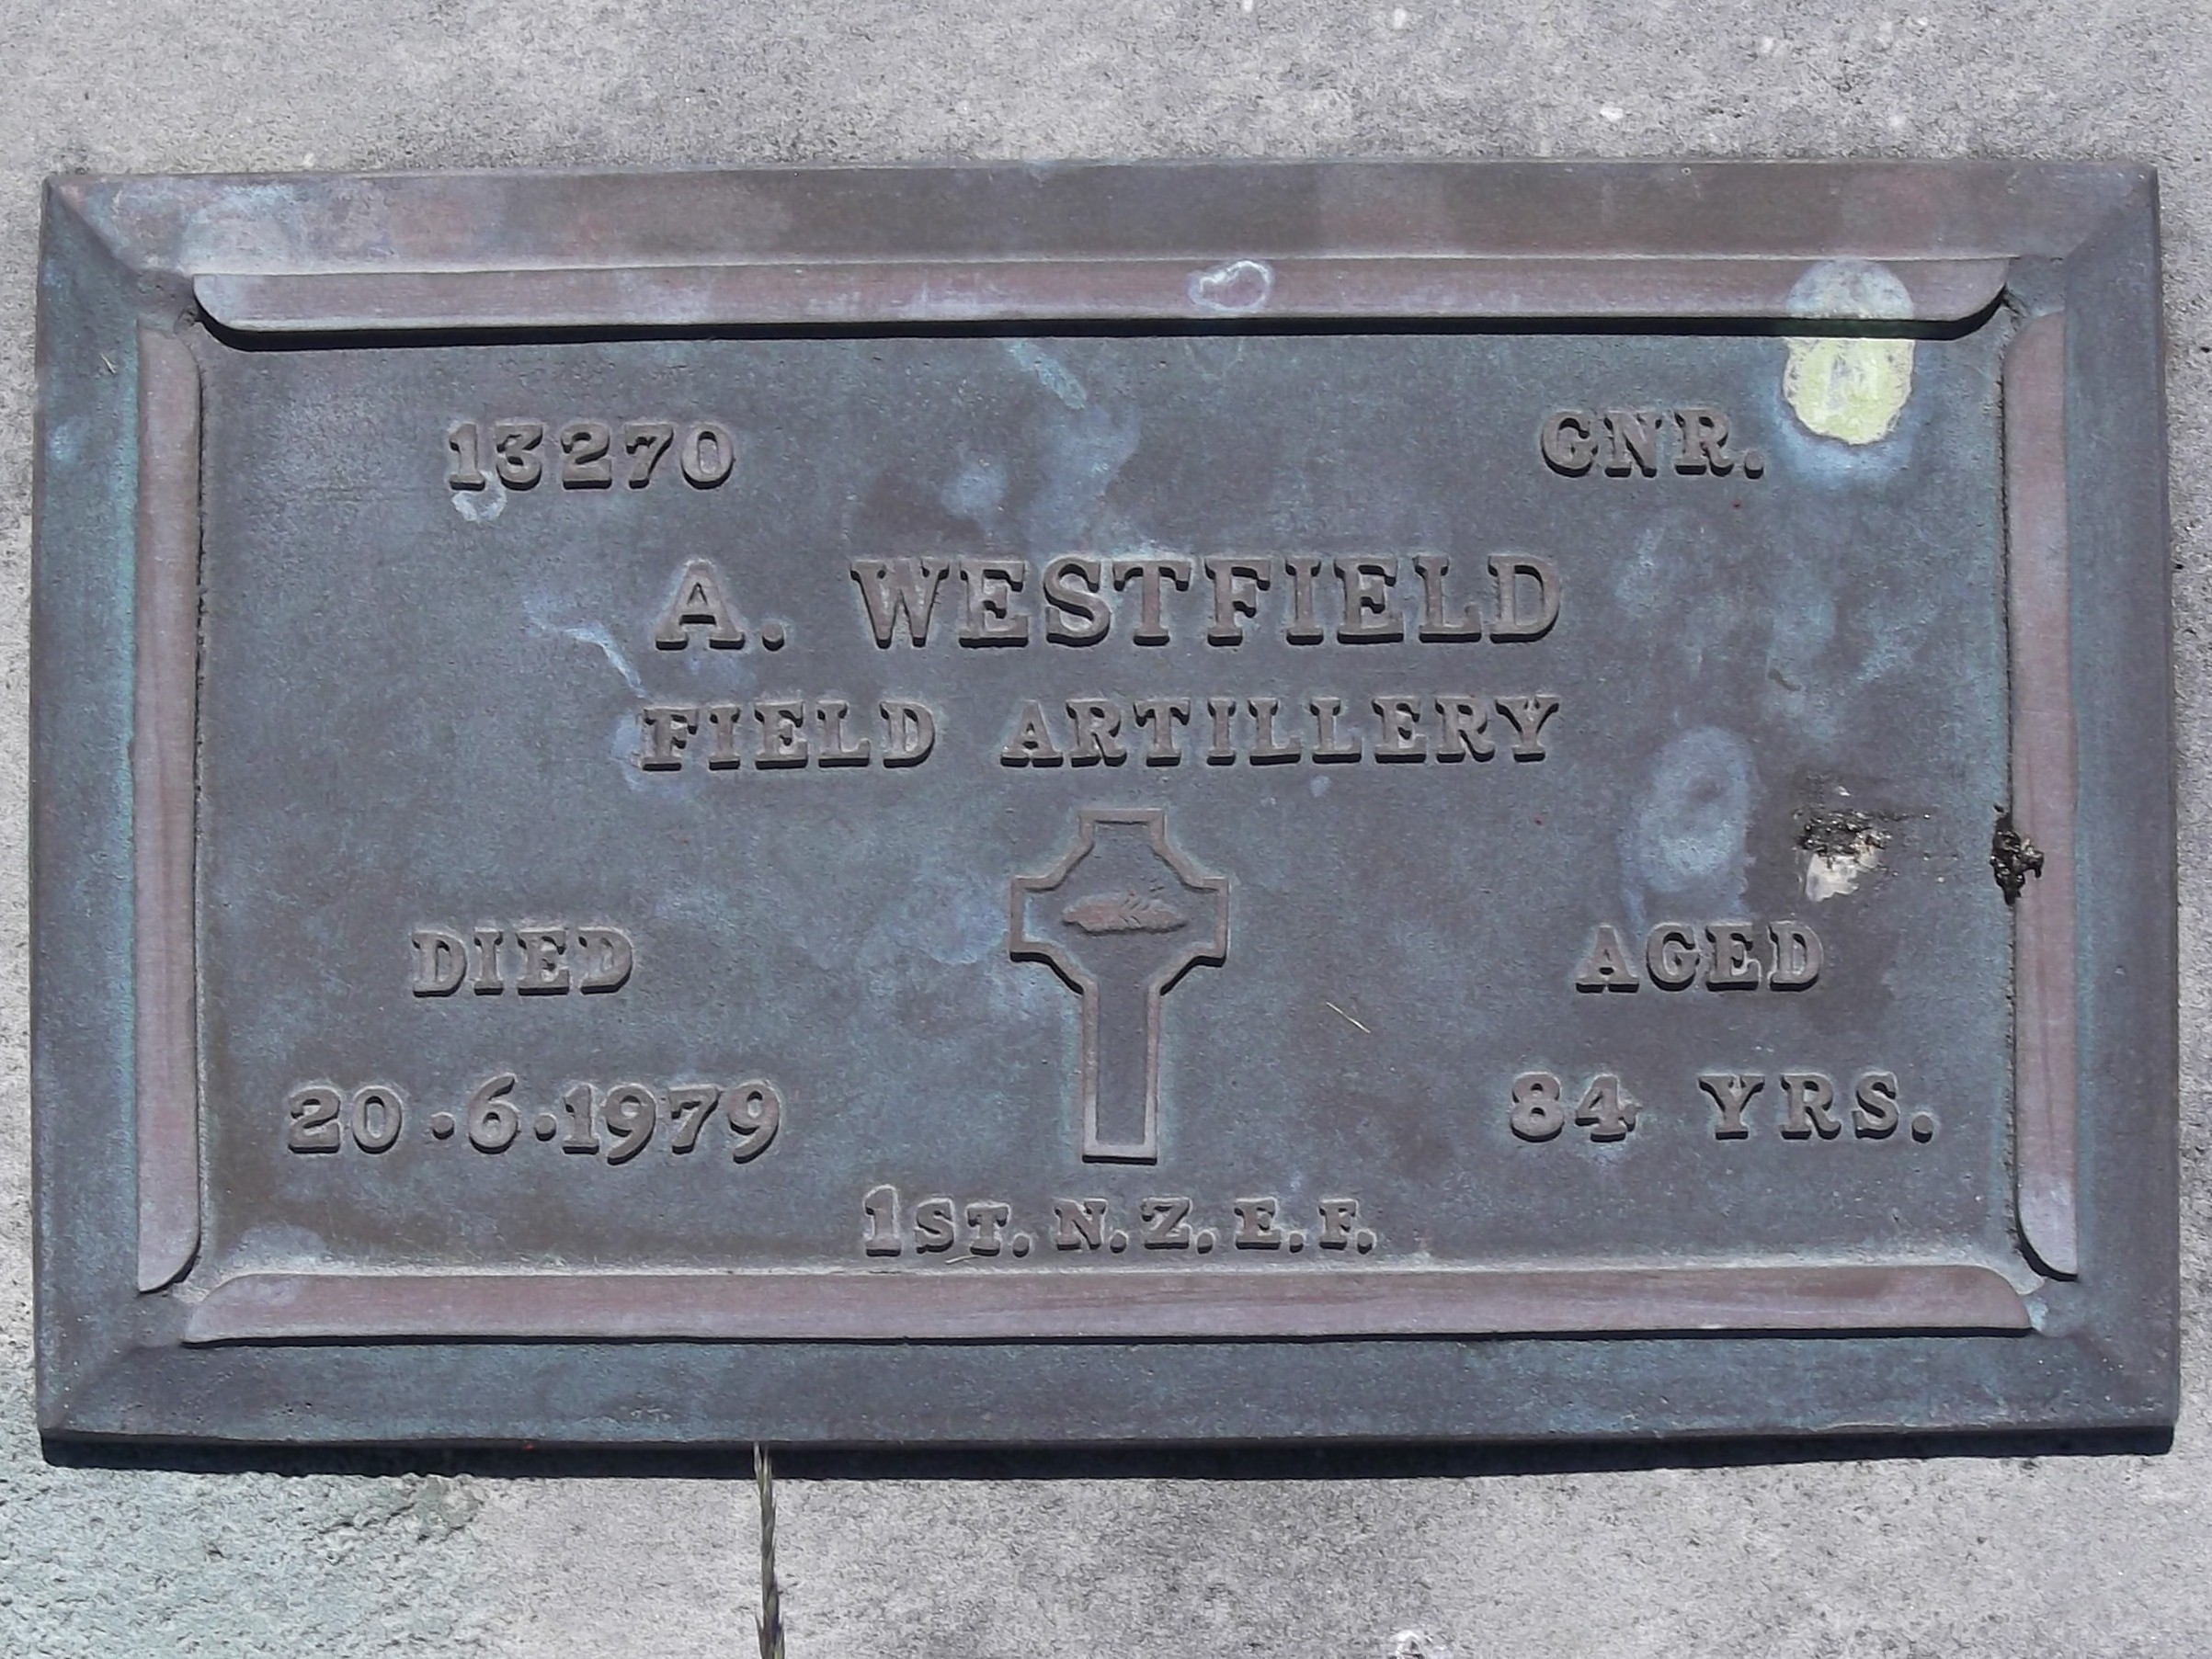 13270 GNR.
A. WESTFIELD
FIELD ARTILLERY
DIED AGED
20.6.1979 84 YRS.
1ST. N.Z.E.F.